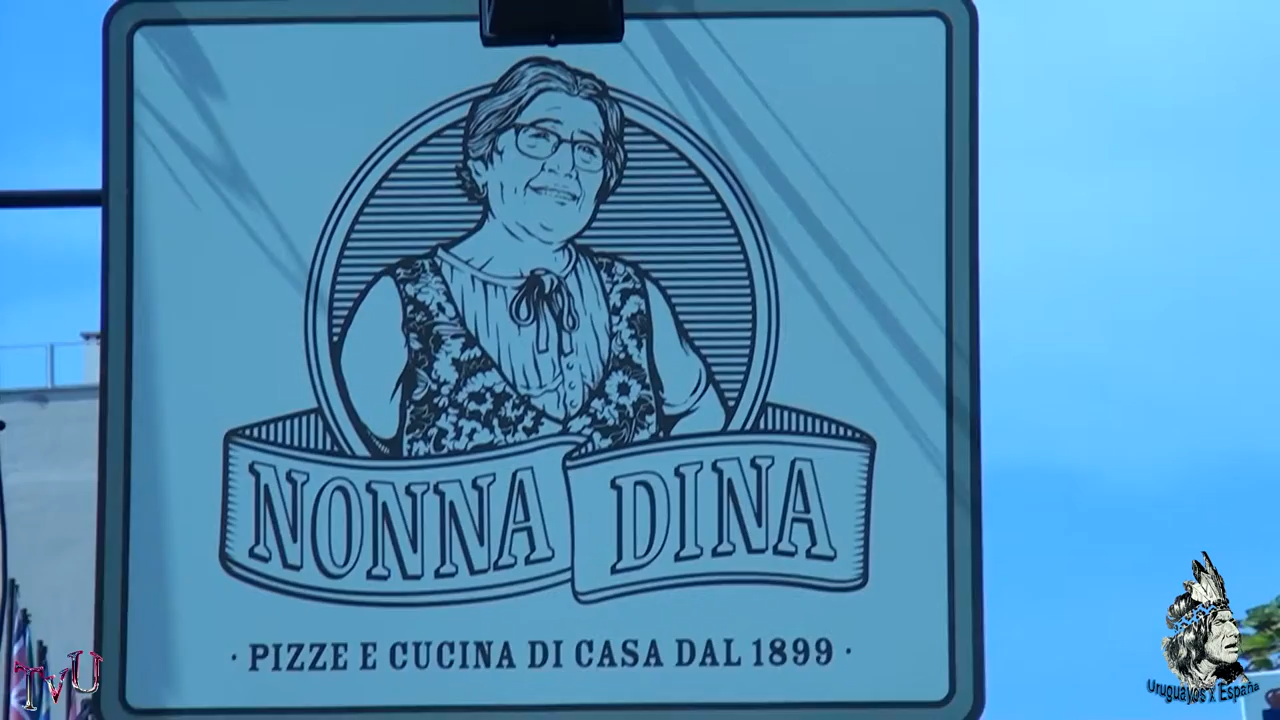 NONNA DINA
· PIZZE E CUCINA DI CASA DAL 1899 ·
TVU
Uruguayos x España